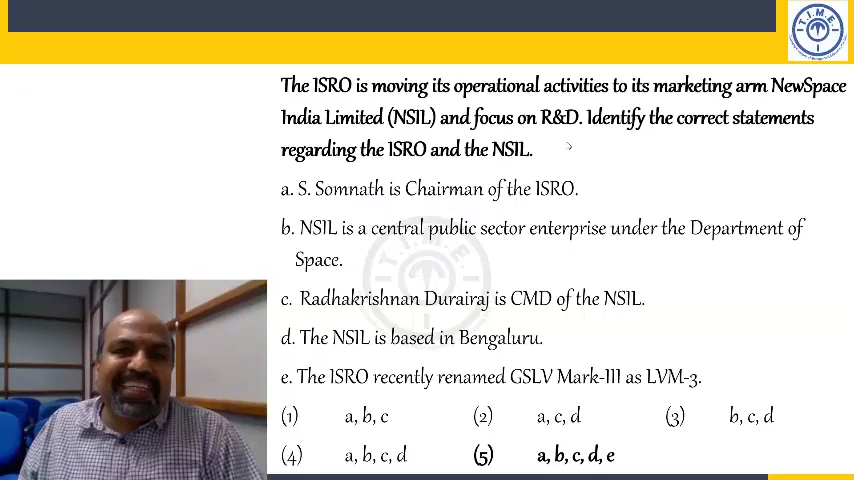 T.I.M.E.
The ISRO is moving its operational activities to its marketing arm NewSpace
India Limited (NSIL) and focus on R&D. Identify the correct statements
regarding the ISRO and the NSIL.
a. S. Somnath is Chairman of the ISRO.
b. NSIL is a central public sector enterprise under the Department of
Space.
c. Radhakrishnan Durairaj is CMD of the NSIL.
d. The NSIL is based in Bengaluru.
e. The ISRO recently renamed GSLV Mark-III as LVM-3.
(1) a, b, c (2) a, c, d (3) b, c, d
(4) a, b, c, d (5) a, b, c, d, e